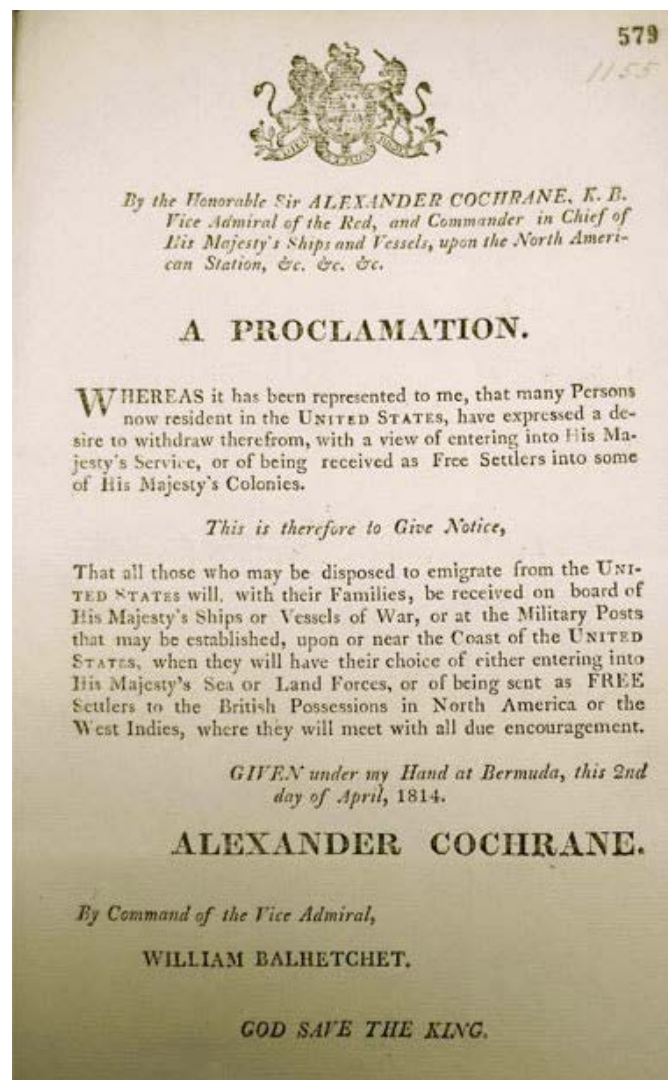 579
1155
By the Honorable Sir ALEXANDER COCHRANE, K. B.
Vice Admiral of the Red, and Commander in Chief of
His Majesty's Ships and Vessels, upon the North Ameri-
can Station, &c. &c. &c.
A PROCLAMATION.
WHEREAS it has been represented to me, that many Persons
now resident in the UNITED STATES, have expressed a de-
sire to withdraw therefrom, with a view of entering into His Ma-
jesty's Service, or of being received as Free Settlers into some
of His Majesty's Colonies.
This is therefore to Give Notice,
That all those who may be disposed to emigrate from the UNI-
TED STATES will, with their Families, be received on board of
His Majesty's Ships or Vessels of War, or at the Military Posts
that may be established, upon or near the Coast of the UNITED
STATES, when they will have their choice of either entering into
His Majesty's Sea or Land Forces, or of being sent as FREE
Settlers to the British Possessions in North America or the
West Indies, where they will meet with all due encouragement.
GIVEN under my Hand at Bermuda, this 2nd
day of April, 1814.
ALEXANDER COCHRANE.
By Command of the Vice Admiral,
WILLIAM BALHETCHET.
GOD SAVE THE KING.